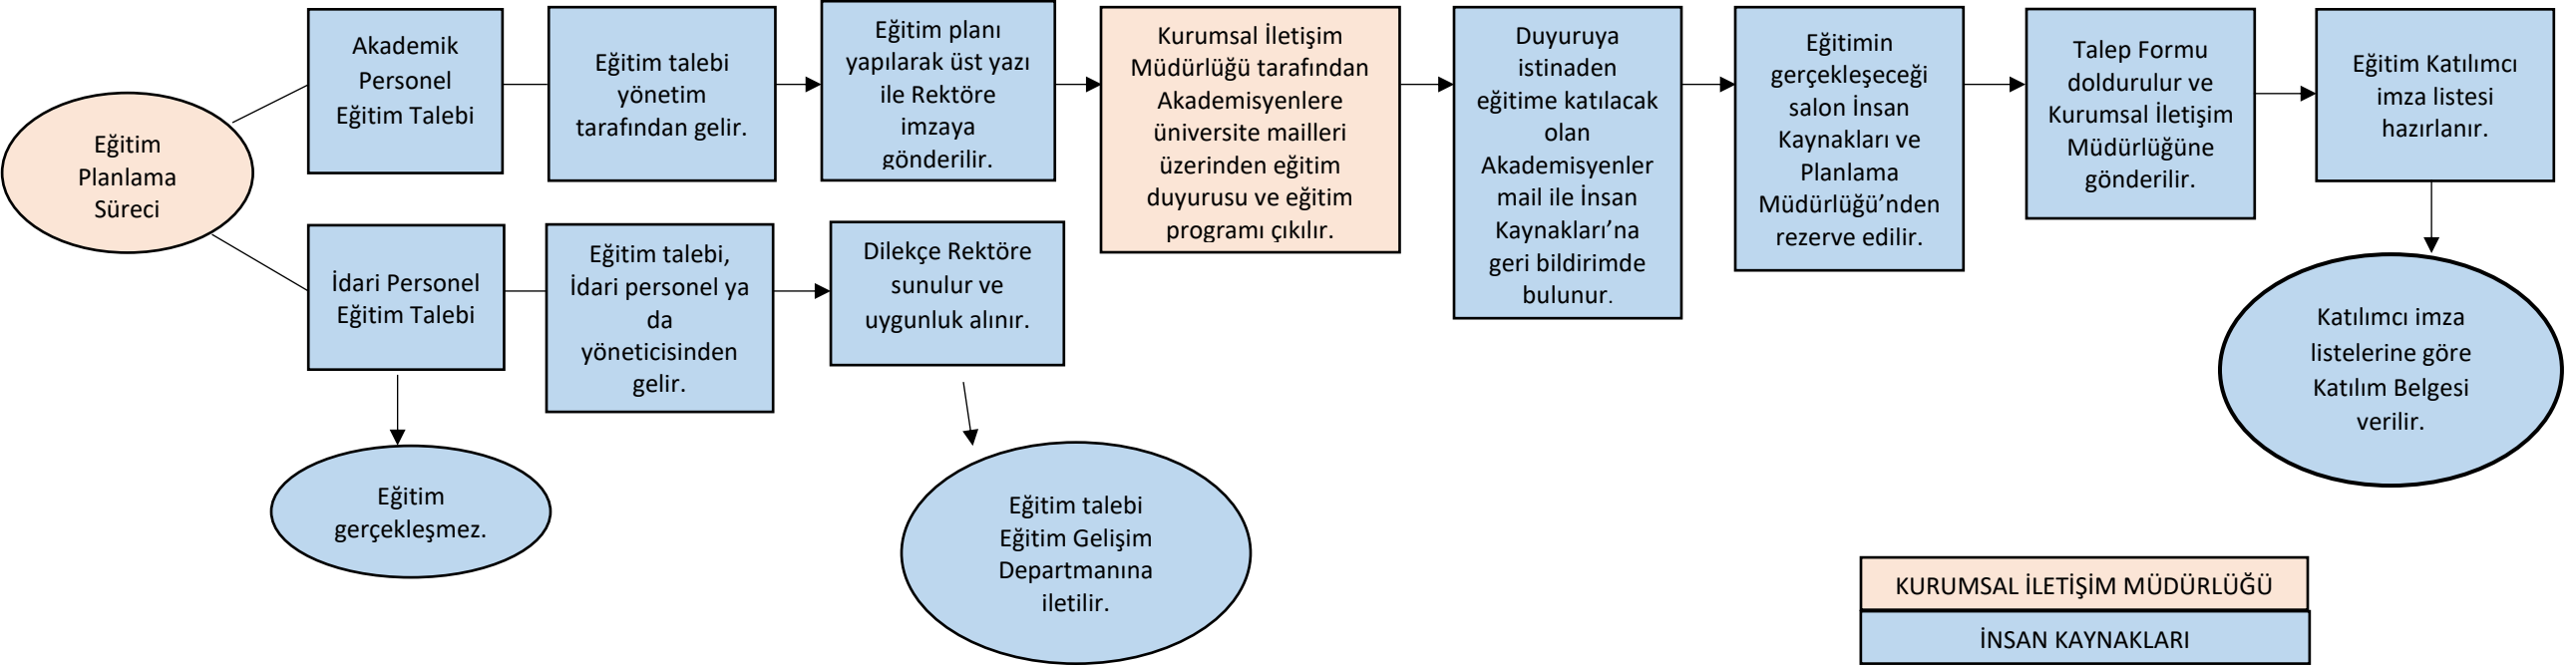 Eğitim
Planlama
Süreci
Akademik
Personel
Eğitim Talebi
Eğitim talebi
yönetim
tarafından gelir.
Eğitim planı
yapılarak üst yazı
ile Rektöre
imzaya
gönderilir.
Kurumsal İletişim
Müdürlüğü tarafından
Akademisyenlere
üniversite mailleri
üzerinden eğitim
duyurusu ve eğitim
programı çıkılır.
Duyuruya
istinaden
eğitime katılacak
olan
Akademisyenler
mail ile İnsan
Kaynakları’na
geri bildirimde
bulunur.
Eğitimin
gerçekleşeceği
salon İnsan
Kaynakları ve
Planlama
Müdürlüğü’nden
rezerve edilir.
Talep Formu
doldurulur ve
Kurumsal İletişim
Müdürlüğüne
gönderilir.
Eğitim Katılımcı
imza listesi
hazırlanır.
Katılımcı imza
listelerine göre
Katılım Belgesi
verilir.
İdari Personel
Eğitim Talebi
Eğitim talebi,
İdari personel ya
da
yöneticisinden
gelir.
Dilekçe Rektöre
sunulur ve
uygunluk alınır.
Eğitim
gerçekleşmez.
Eğitim talebi
Eğitim Gelişim
Departmanına
iletilir.
KURUMSAL İLETİŞİM MÜDÜRLÜĞÜ
İNSAN KAYNAKLARI